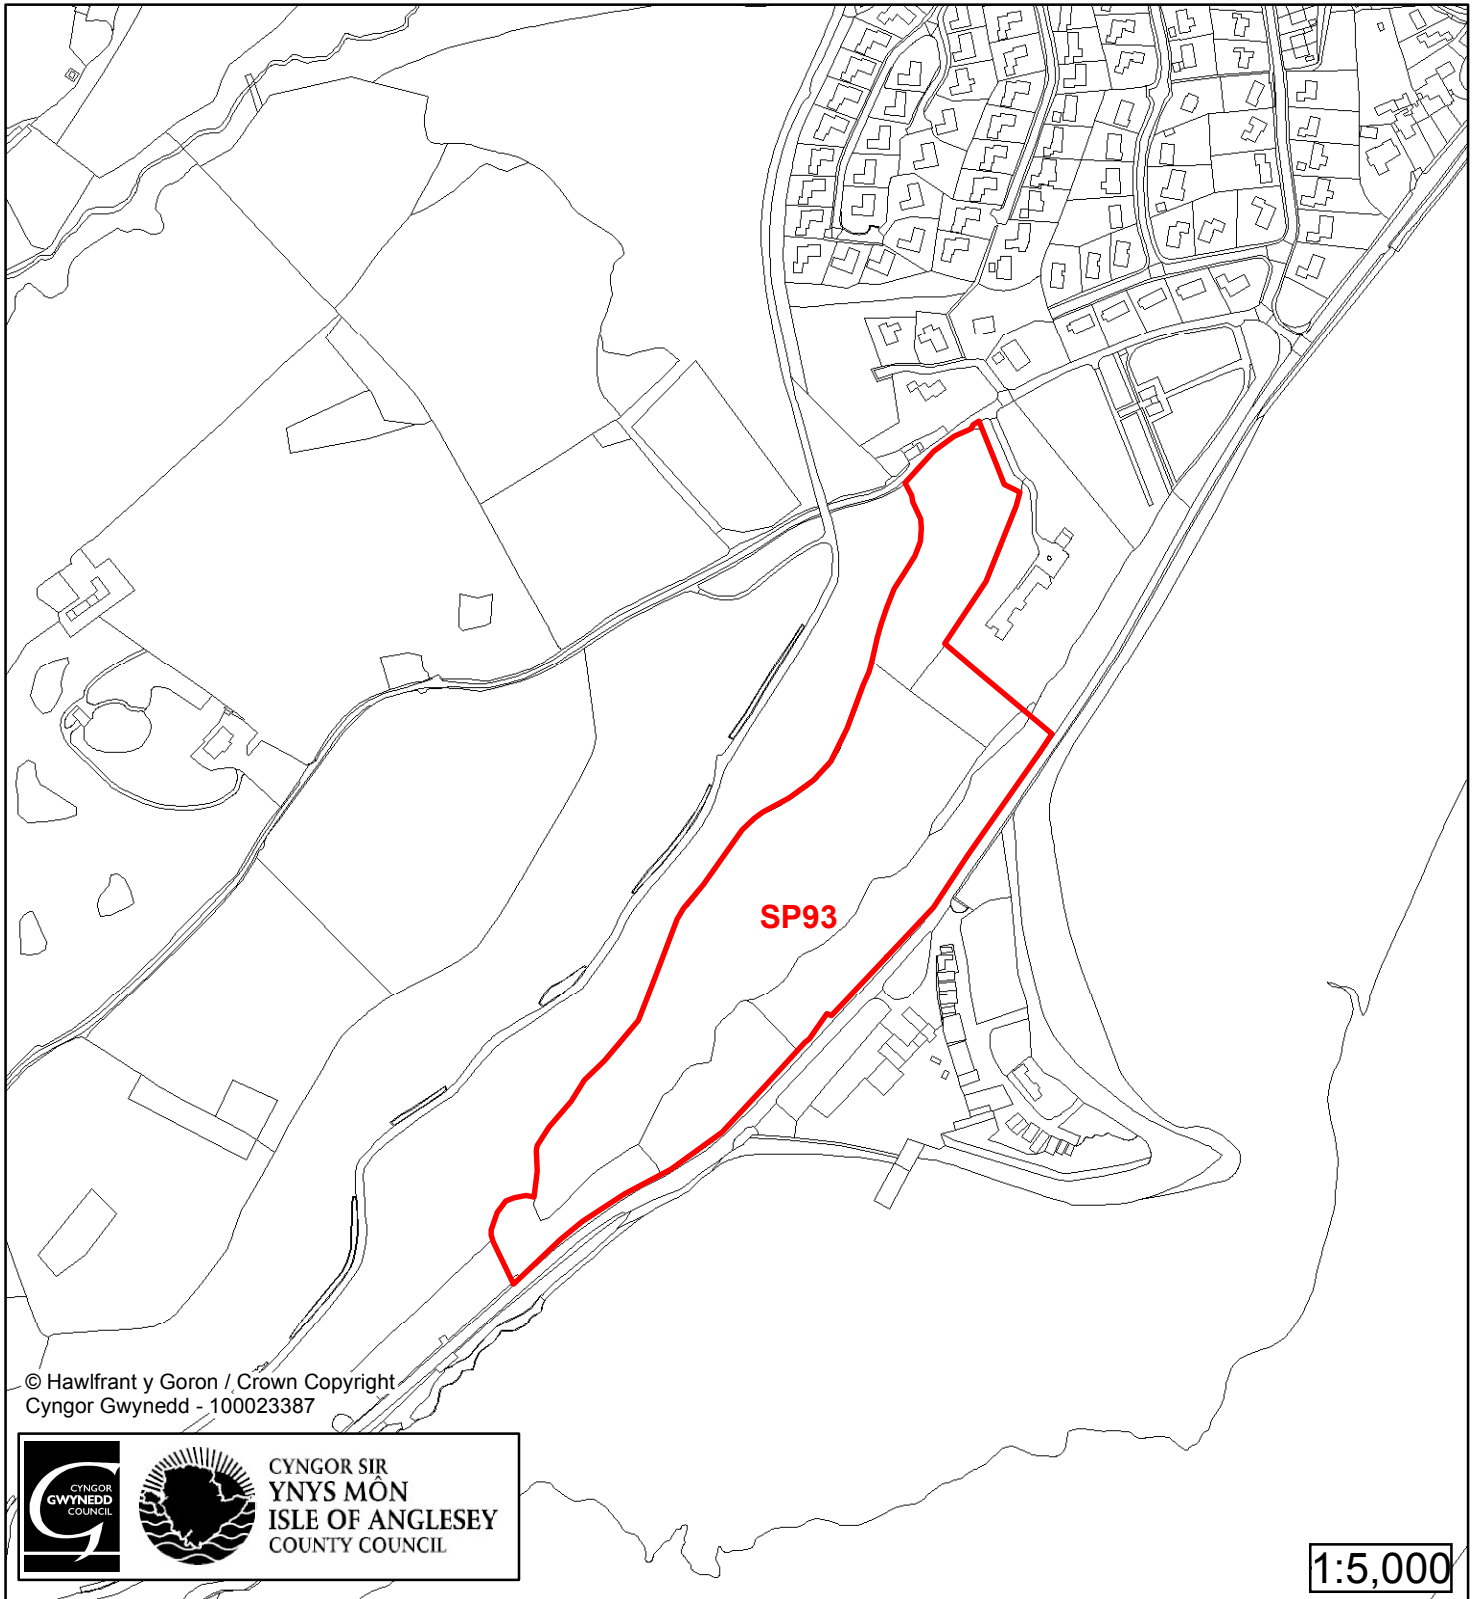 SP93
© Hawlfraint y Goron / Crown Copyright
Cyngor Gwynedd - 100023387
CYNGOR
GWYNEDD
COUNCIL
CYNGOR SIR
YNYS MÔN
ISLE OF ANGLESEY
COUNTY COUNCIL
1:5,000